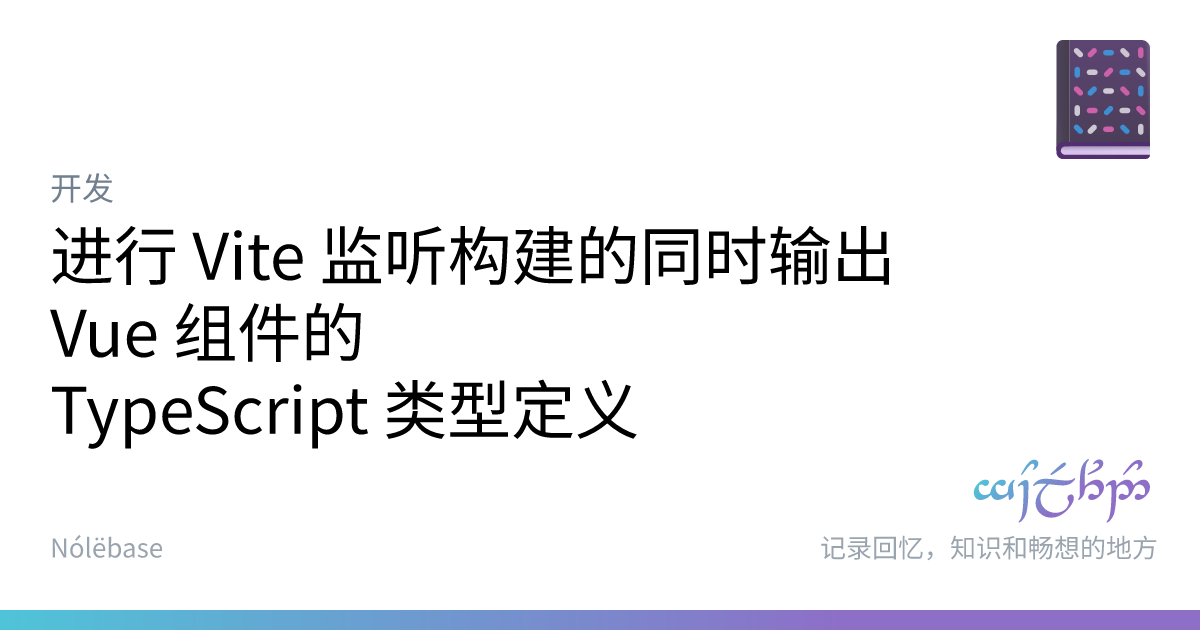 开发
进行 Vite 监听构建的同时输出
Vue 组件的
TypeScript 类型定义
Nólëbase
记录回忆，知识和畅想的地方